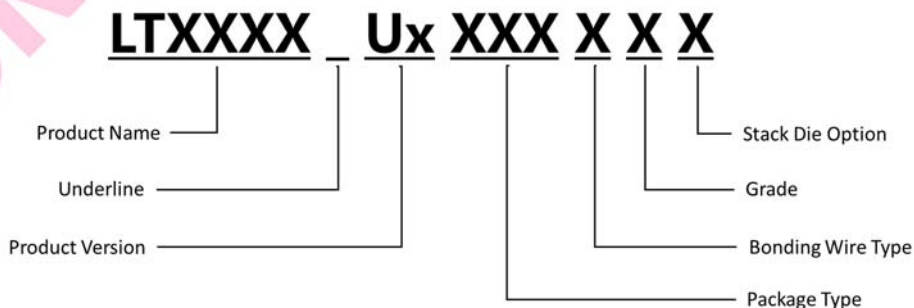 LTXXXX _ Ux XXX X X X
Product Name
Stack Die Option
Underline
Grade
Product Version
Bonding Wire Type
Package Type